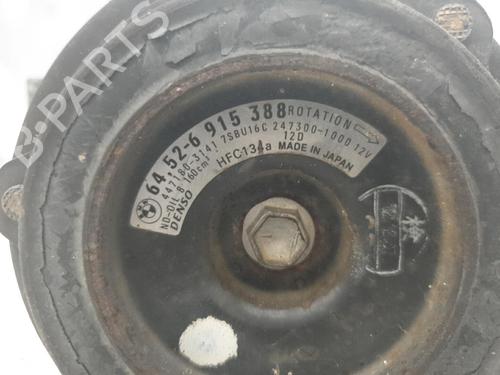 B-PARTS
64.52-6 915 388
ROTATION
447180-3141 7SBU16C 247300-1000 12V
ND-OIL 8 160cm³
12D
DENSO
HFC134a MADE IN JAPAN